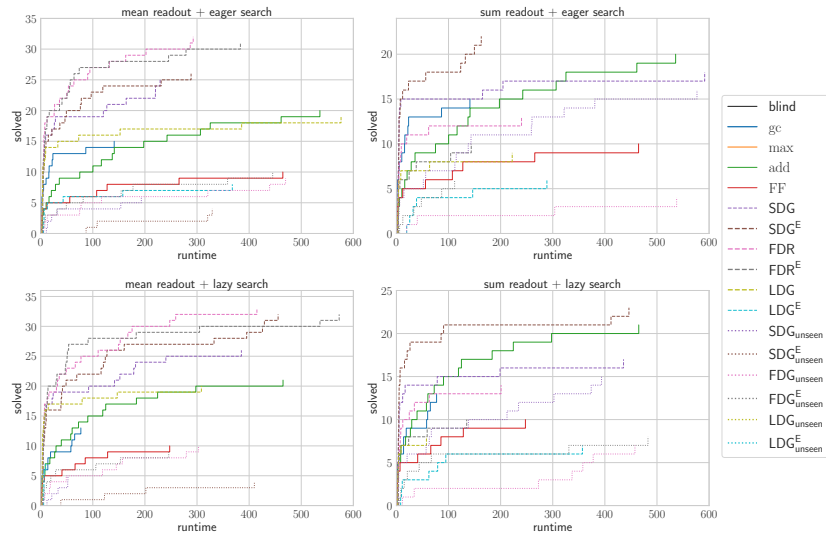 mean readout + eager search
35
30
25
20
15
10
5
0
solved
0 100 200 300 400 500 600
runtime
sum readout + eager search
20
15
10
5
0
solved
0 100 200 300 400 500 600
runtime
mean readout + lazy search
35
30
25
20
15
10
5
0
solved
0 100 200 300 400 500 600
runtime
sum readout + lazy search
25
20
15
10
5
0
solved
0 100 200 300 400 500 600
runtime
blind
gc
max
add
FF
SDG
SDG^E
FDR
FDR^E
LDG
LDG^E
SDG_unseen
SDG^E_unseen
FDG_unseen
FDG^E_unseen
LDG_unseen
LDG^E_unseen